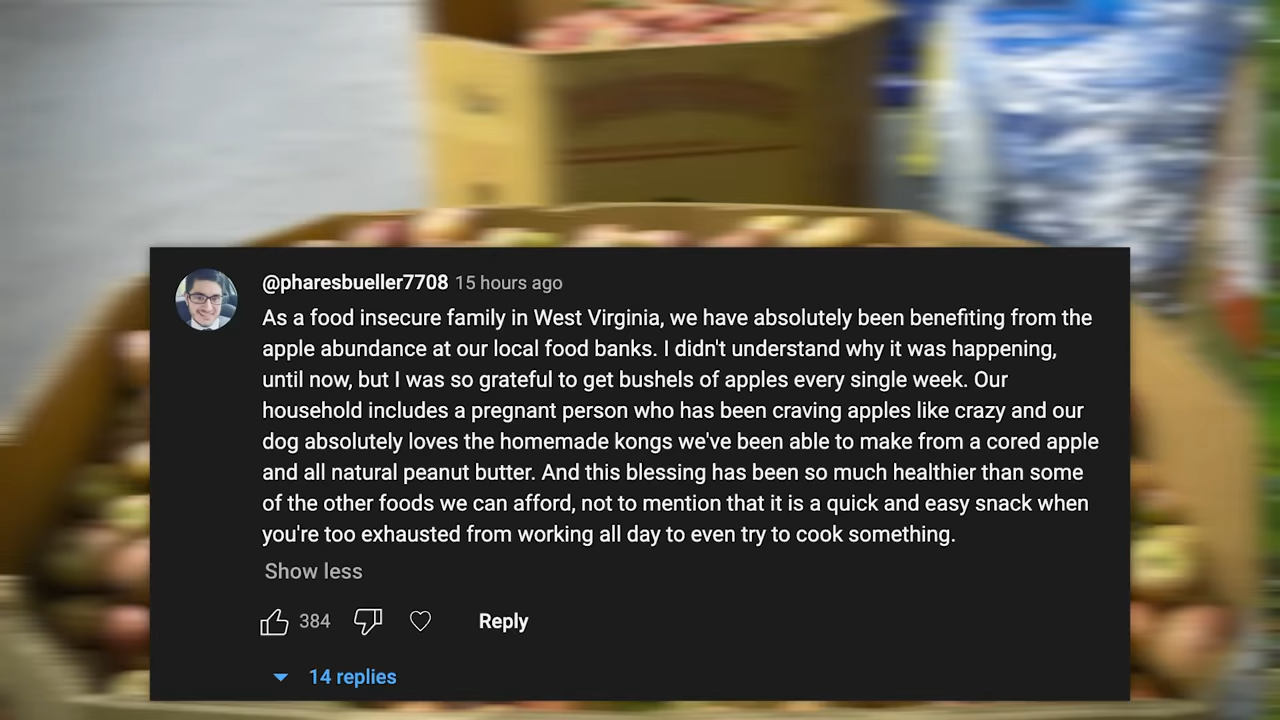 @pharesbueller7708 15 hours ago
As a food insecure family in West Virginia, we have absolutely been benefiting from the
apple abundance at our local food banks. I didn't understand why it was happening,
until now, but I was so grateful to get bushels of apples every single week. Our
household includes a pregnant person who has been craving apples like crazy and our
dog absolutely loves the homemade kongs we've been able to make from a cored apple
and all natural peanut butter. And this blessing has been so much healthier than some
of the other foods we can afford, not to mention that it is a quick and easy snack when
you're too exhausted from working all day to even try to cook something.
Show less
384 Reply
14 replies